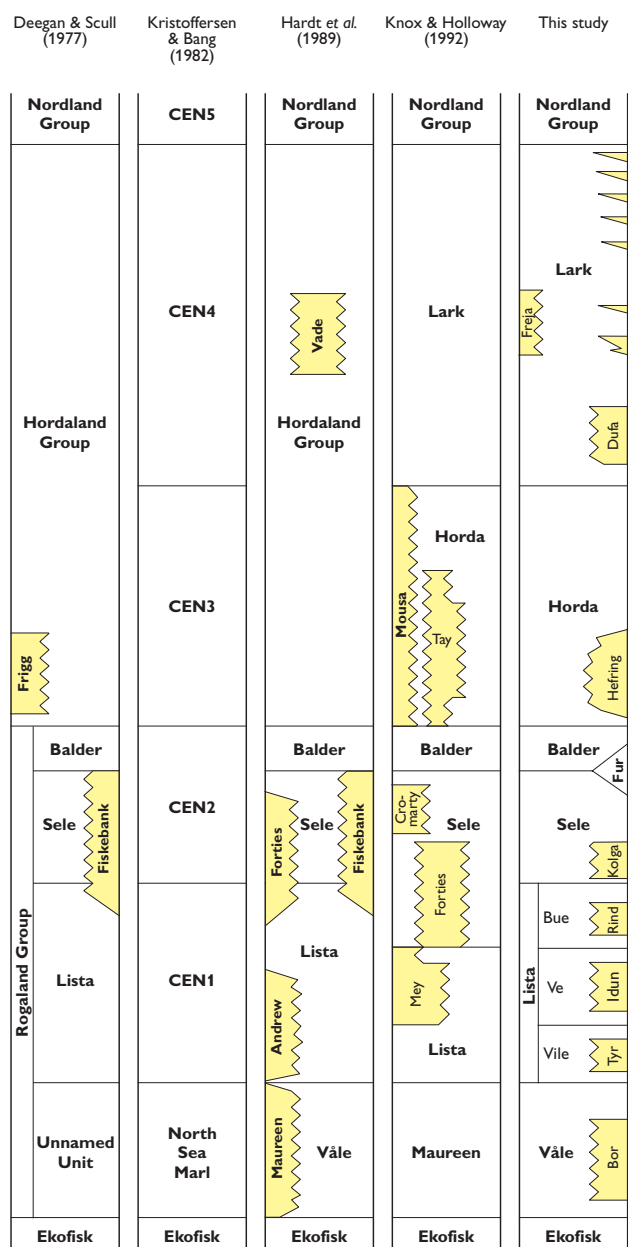 Deegan & Scull
(1977)
Nordland
Group
Hordaland
Group
Frigg
Rogaland Group
Balder
Sele
Fiskebank
Lista
Unnamed
Unit
Ekofisk
Kristoffersen
& Bang
(1982)
CEN5
CEN4
CEN3
CEN2
CEN1
North
Sea
Marl
Ekofisk
Hardt et al.
(1989)
Nordland
Group
Vade
Hordaland
Group
Balder
Forties
Sele
Fiskebank
Lista
Andrew
Maureen
Våle
Ekofisk
Knox & Holloway
(1992)
Nordland
Group
Lark
Horda
Mousa
Tay
Balder
Cro-
marty
Sele
Forties
Mey
Lista
Maureen
Ekofisk
This study
Nordland
Group
Lark
Freja
Dufa
Horda
Hefring
Balder
Fur
Sele
Kolga
Lista
Bue
Rind
Ve
Idun
Vile
Tyr
Våle
Bor
Ekofisk